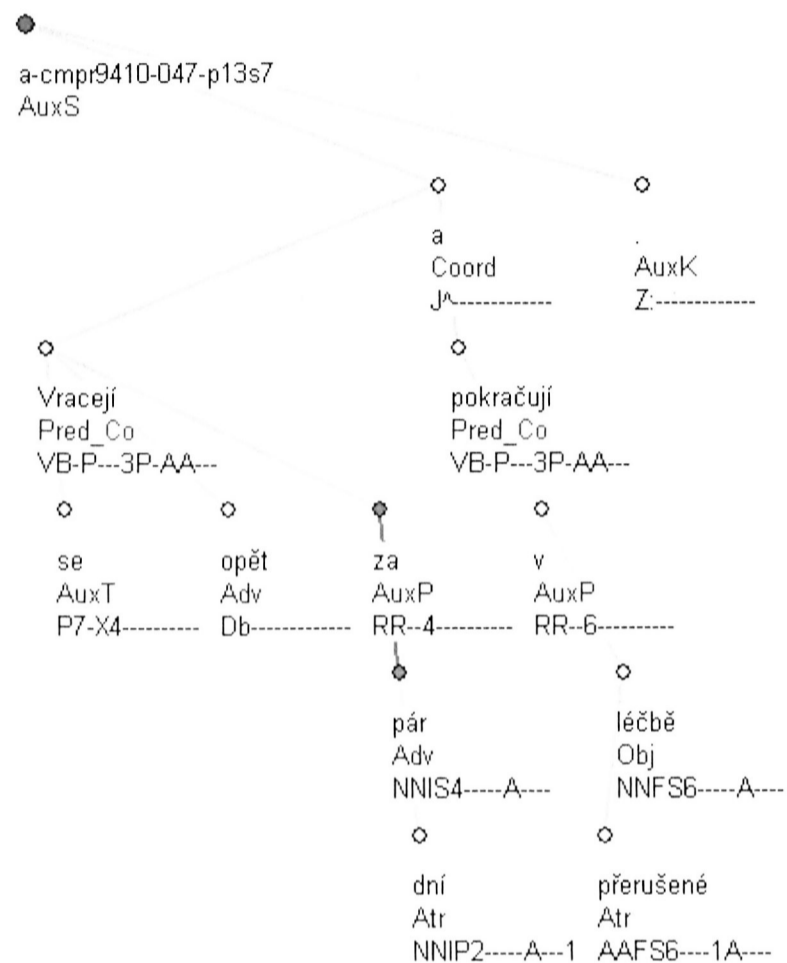 a-cmpr9410-047-p13s7
AuxS
a
Coord
J^-------------
.
AuxK
Z:-------------
Vracejí
Pred_Co
VB-P---3P-AA---
pokračují
Pred_Co
VB-P---3P-AA---
se
AuxT
P7-X4----------
opět
Adv
Db-------------
za
AuxP
RR--4----------
v
AuxP
RR--6----------
pár
Adv
NNIS4-----A----
léčbě
Obj
NNFS6-----A----
dní
Atr
NNIP2-----A---1
přerušené
Atr
AAFS6----1A----